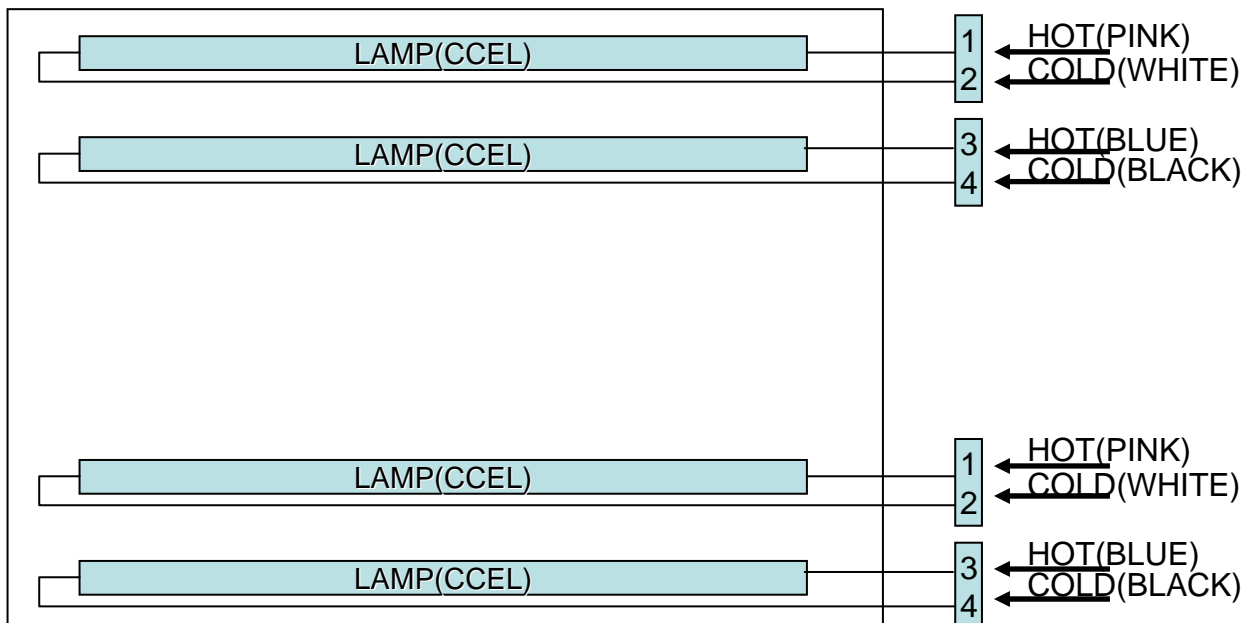 LAMP(CCEL)
1
HOT(PINK)
2
COLD(WHITE)
LAMP(CCEL)
3
HOT(BLUE)
4
COLD(BLACK)
LAMP(CCEL)
1
HOT(PINK)
2
COLD(WHITE)
LAMP(CCEL)
3
HOT(BLUE)
4
COLD(BLACK)